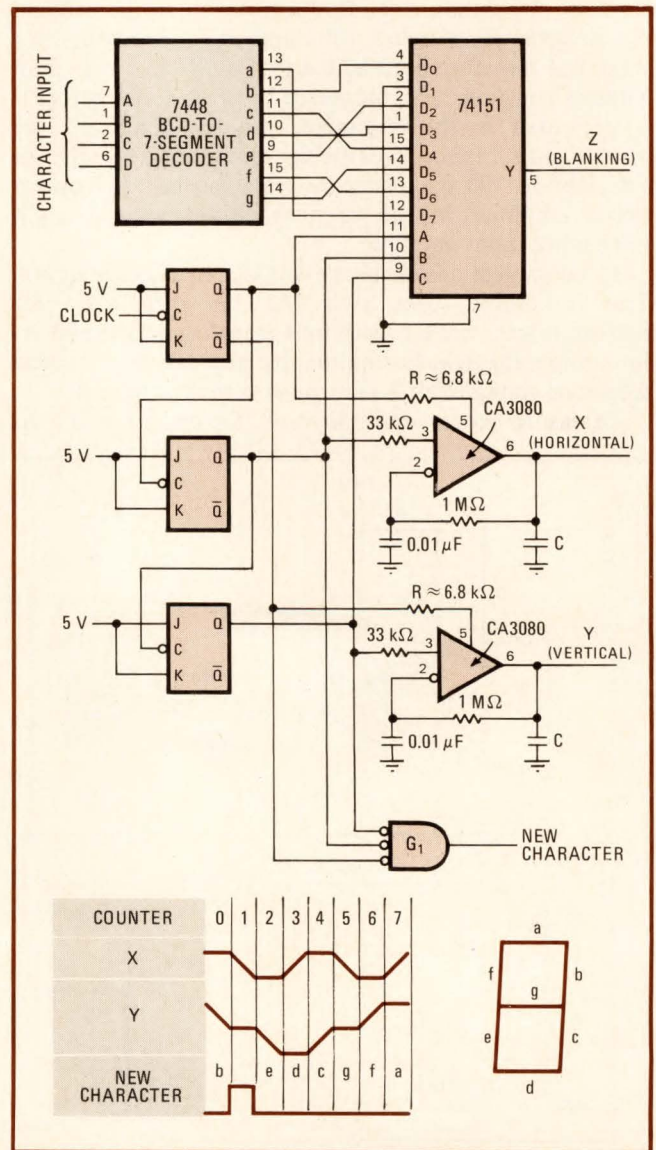 CHARACTER INPUT
7 A
1 B
2 C
6 D
7448
BCD-TO-
7-SEGMENT
DECODER
a 13
b 12
c 11
d 10
e 9
f 15
g 14
4 D0
3 D1
2 D2
1 D3
15 D4
14 D5
13 D6
12 D7
11 A
10 B
9 C
74151
Y 5
7
Z
(BLANKING)
5 V
CLOCK
J Q
C
K Q̅
R ≈ 6.8 kΩ
CA3080
33 kΩ 3 5
2 6
X
(HORIZONTAL)
1 MΩ
0.01 μF C
5 V
J Q
C
K Q̅
5 V
J Q
C
K Q̅
R ≈ 6.8 kΩ
CA3080
33 kΩ 3 5
2 6
Y
(VERTICAL)
1 MΩ
0.01 μF C
G1
NEW
CHARACTER
COUNTER 0 1 2 3 4 5 6 7
X
Y
NEW
CHARACTER
b e d c g f a
a
f b
g
e c
d